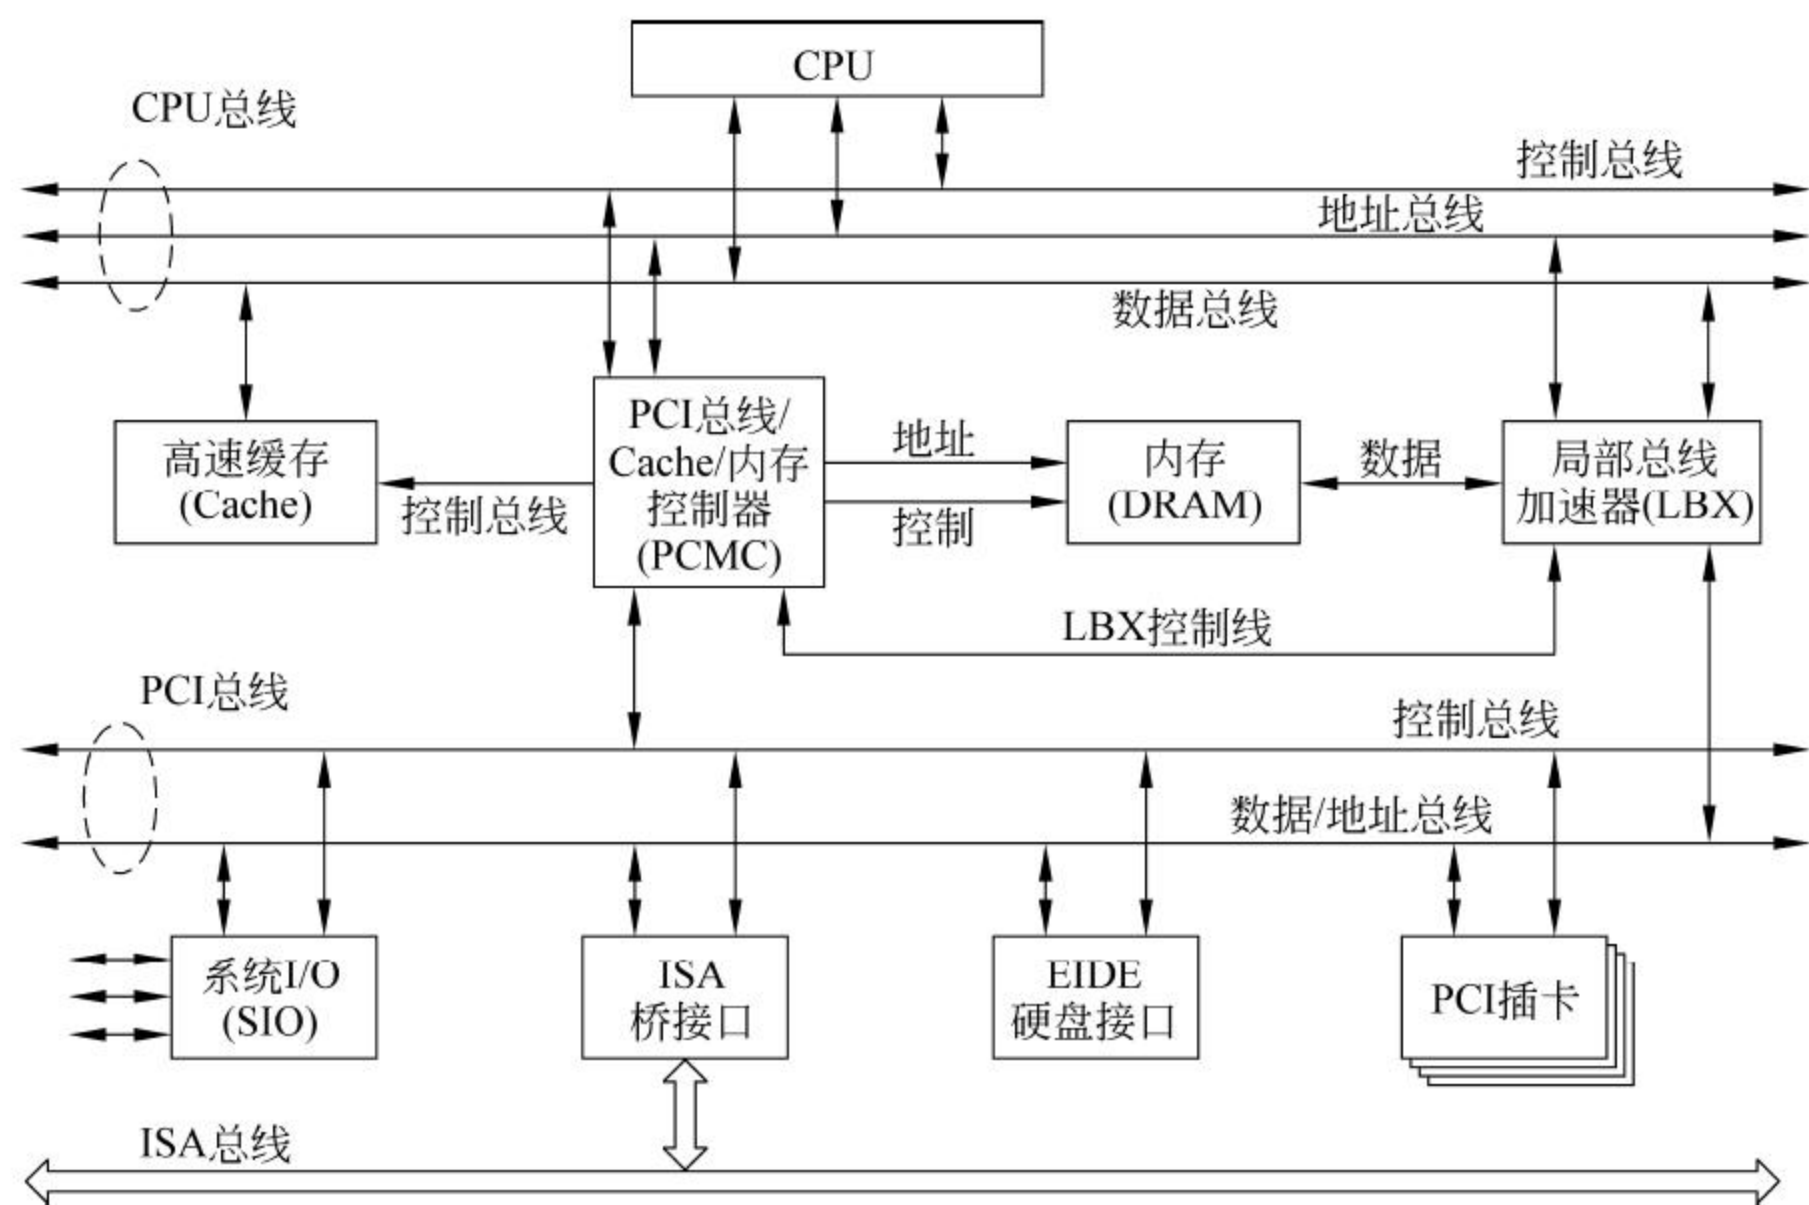 CPU
CPU总线
控制总线
地址总线
数据总线
高速缓存
(Cache)
控制总线
PCI总线/
Cache/内存
控制器
(PCMC)
地址
控制
内存
(DRAM)
数据
局部总线
加速器(LBX)
LBX控制线
PCI总线
控制总线
数据/地址总线
系统I/O
(SIO)
ISA
桥接口
EIDE
硬盘接口
PCI插卡
ISA总线